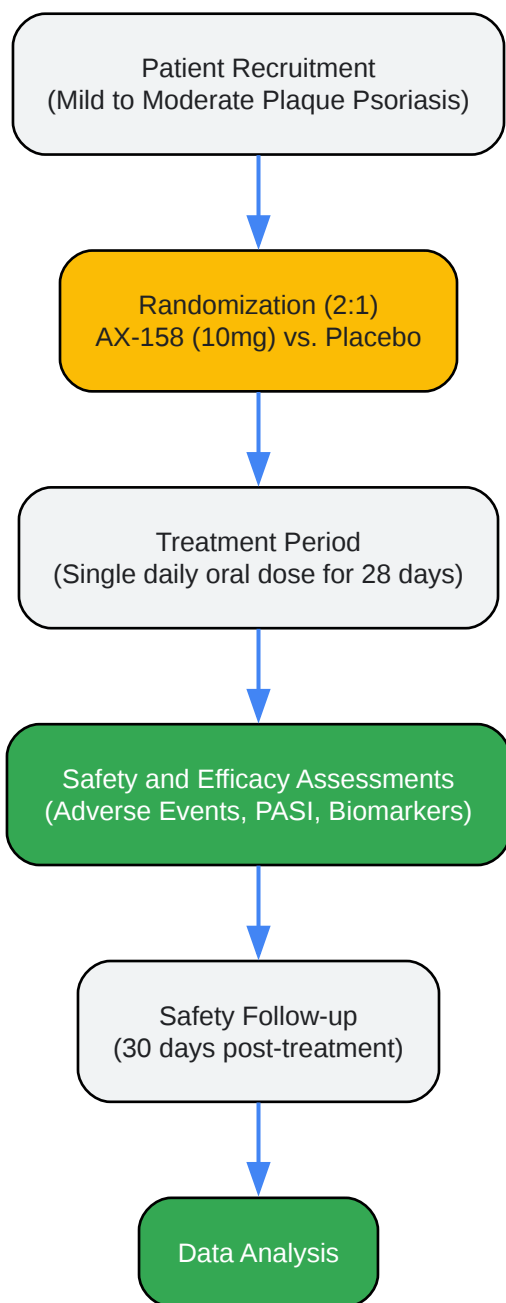 Patient Recruitment
(Mild to Moderate Plaque Psoriasis)
Randomization (2:1)
AX-158 (10mg) vs. Placebo
Treatment Period
(Single daily oral dose for 28 days)
Safety and Efficacy Assessments
(Adverse Events, PASI, Biomarkers)
Safety Follow-up
(30 days post-treatment)
Data Analysis